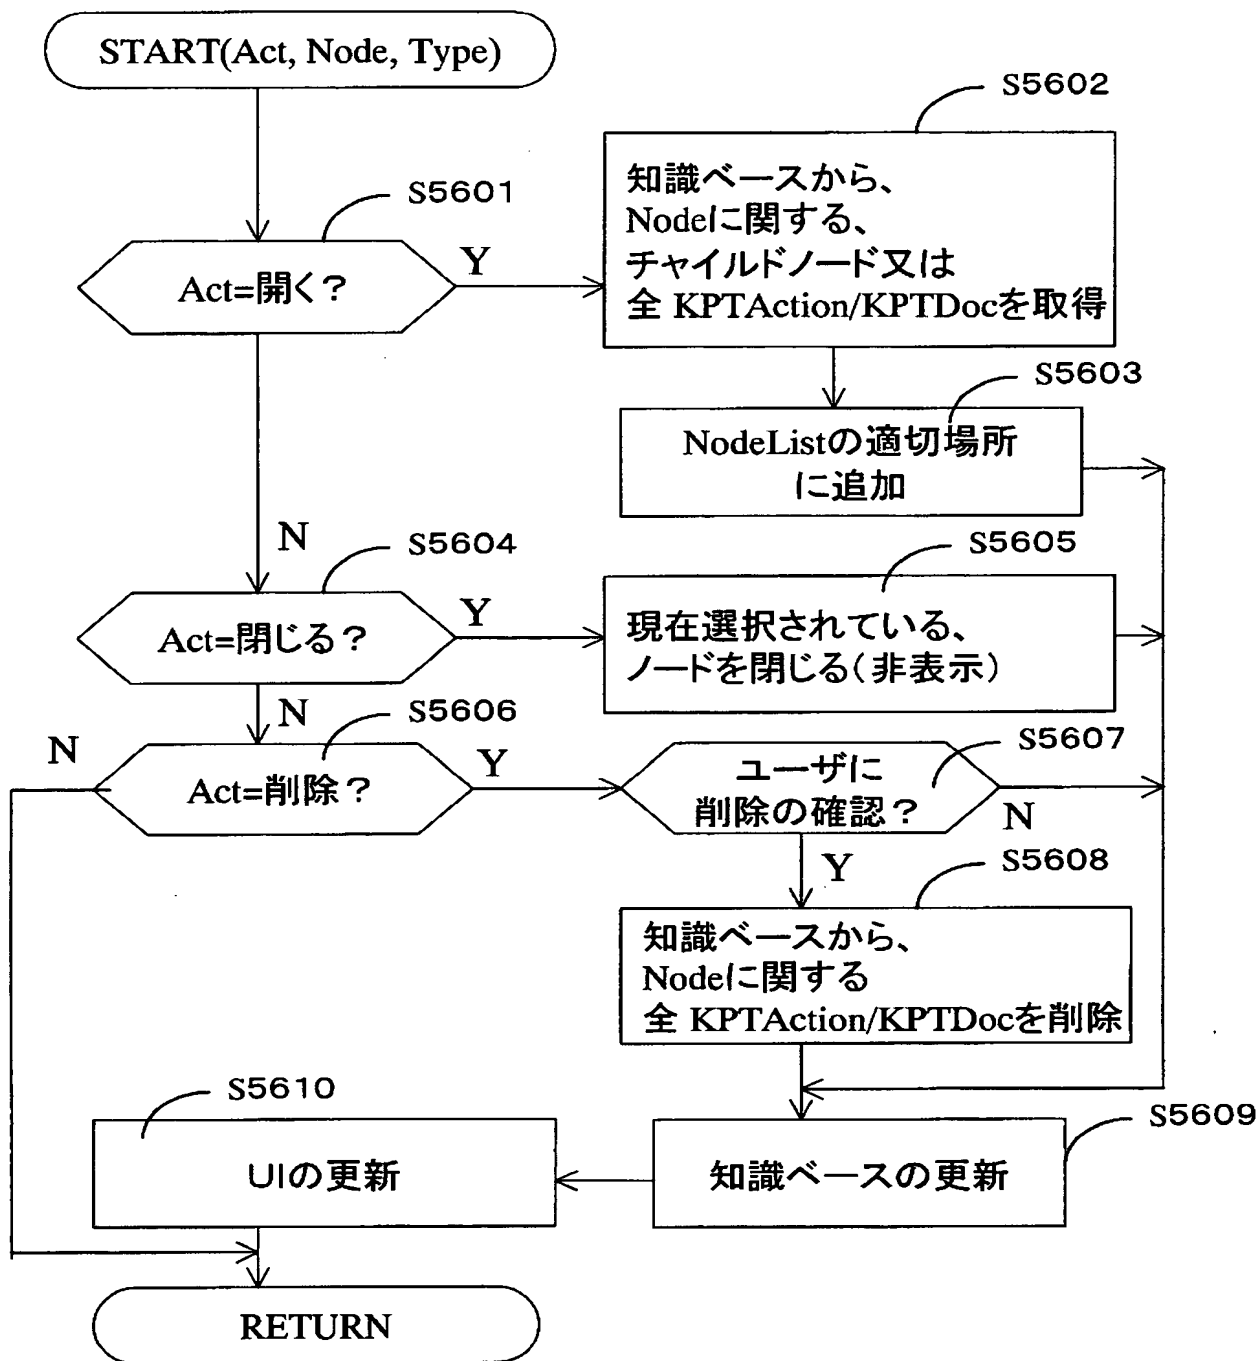 START(Act, Node, Type)
S5602
知識ベースから、
Nodeに関する、
チャイルドノード又は
全 KPTAction/KPTDocを取得
S5601
Act=開く？
Y
S5603
NodeListの適切場所
に追加
N
S5604
Act=閉じる？
Y
S5605
現在選択されている、
ノードを閉じる（非表示）
N
S5606
N
Act=削除？
Y
S5607
ユーザに
削除の確認？
N
Y
S5608
知識ベースから、
Nodeに関する
全 KPTAction/KPTDocを削除
S5610
UIの更新
S5609
知識ベースの更新
RETURN